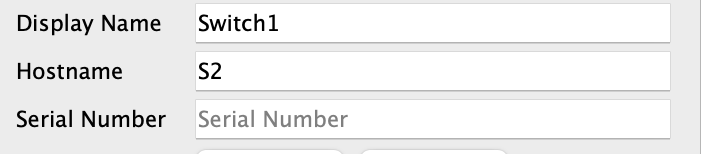 Display Name Switch1
Hostname S2
Serial Number Serial Number